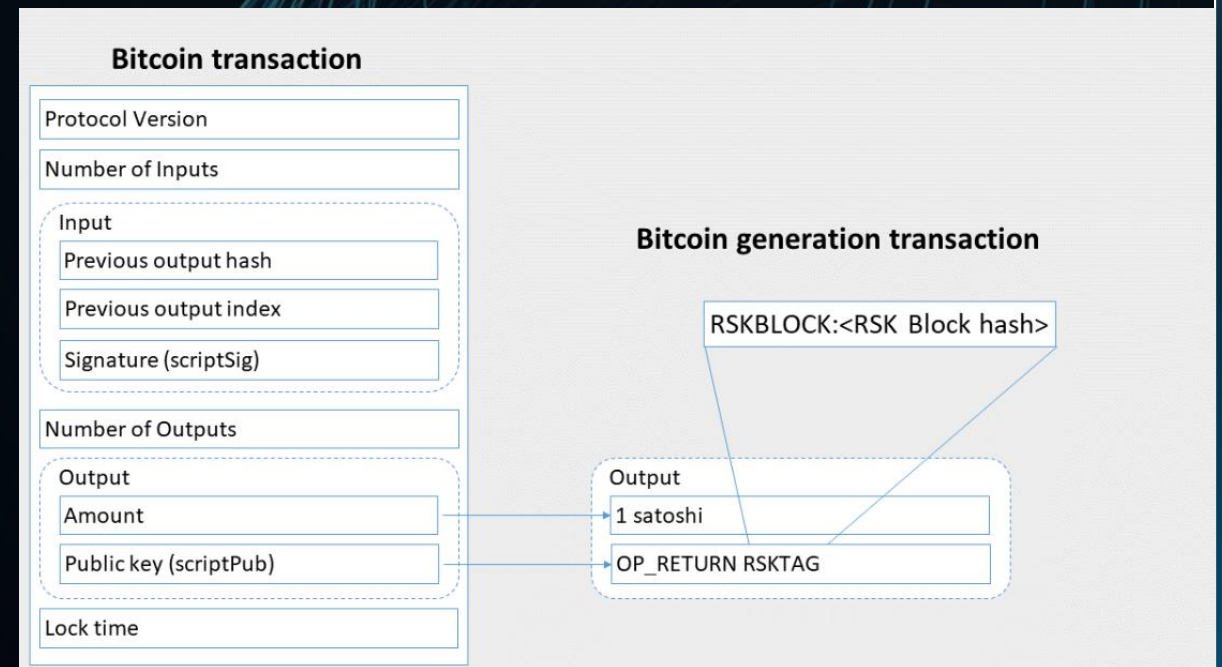 Bitcoin transaction
Protocol Version
Number of Inputs
Input
Previous output hash
Previous output index
Signature (scriptSig)
Number of Outputs
Output
Amount
Public key (scriptPub)
Lock time
Bitcoin generation transaction
RSKBLOCK:<RSK Block hash>
Output
1 satoshi
OP_RETURN RSKTAG